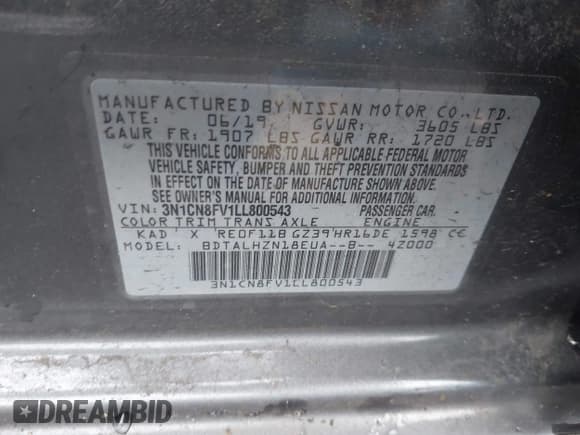 MANUFACTURED BY NISSAN MOTOR CO., LTD.
DATE: 06/19 GVWR: 3605 LBS
GAWR FR: 1907 LBS GAWR RR: 1720 LBS
THIS VEHICLE CONFORMS TO ALL APPLICABLE FEDERAL MOTOR
VEHICLE SAFETY, BUMPER AND THEFT PREVENTION STANDARDS
IN EFFECT ON THE DATE OF MANUFACTURE SHOWN ABOVE.
SEE OWNER'S MANUAL FOR ADDITIONAL INFORMATION.
VIN: 3N1CN8FV1LL800543 PASSENGER CAR.
COLOR TRIM TRANS AXLE ENGINE
KAD X RE0F11B GZ39 HR16DE 1598 CC
MODEL: BDTALHZN18EUA--B-- 4Z000
3N1CN8FV1LL800543
DREAMBID